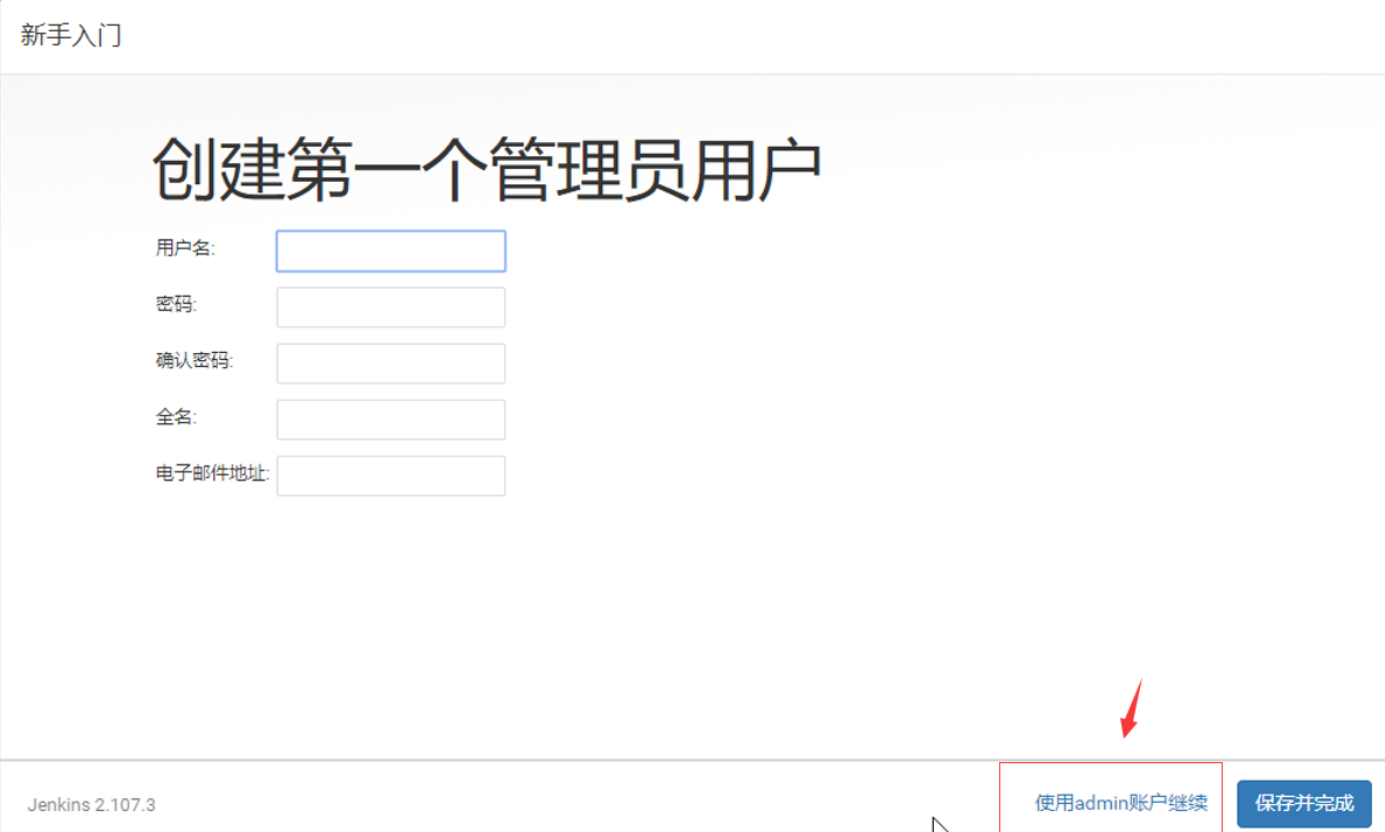 新手入门
创建第一个管理员用户
用户名:
密码:
确认密码:
全名:
电子邮件地址:
Jenkins 2.107.3
使用admin账户继续
保存并完成